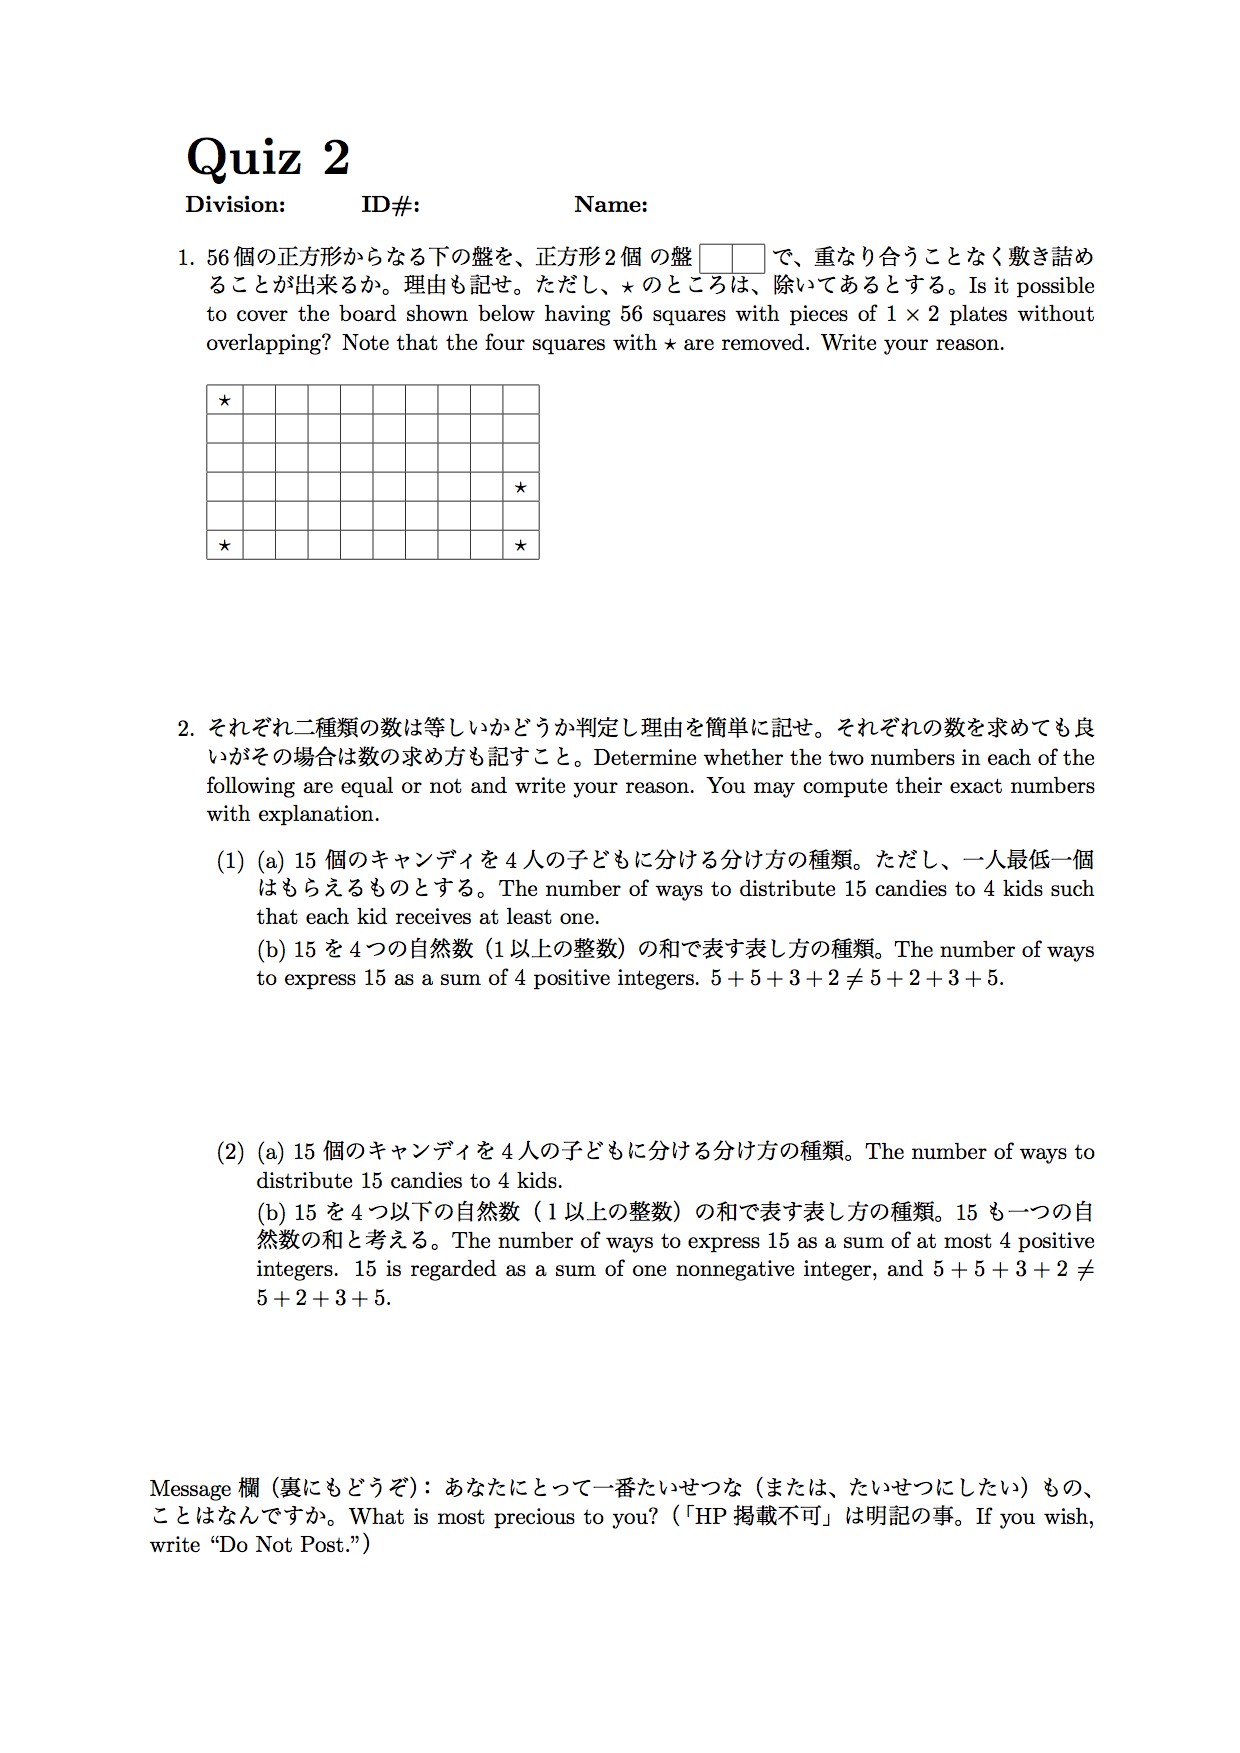 Quiz 2
Division: ID#: Name:
1. 56個の正方形からなる下の盤を、正方形2個 の盤 で、重なり合うことなく敷き詰め
ることが出来るか。理由も記せ。ただし、⋆ のところは、除いてあるとする。Is it possible
to cover the board shown below having 56 squares with pieces of 1 × 2 plates without
overlapping? Note that the four squares with ⋆ are removed. Write your reason.
⋆
⋆
⋆ ⋆
2. それぞれ二種類の数は等しいかどうか判定し理由を簡単に記せ。それぞれの数を求めても良
いがその場合は数の求め方も記すこと。Determine whether the two numbers in each of the
following are equal or not and write your reason. You may compute their exact numbers
with explanation.
(1) (a) 15 個のキャンディを4人の子どもに分ける分け方の種類。ただし、一人最低一個
はもらえるものとする。The number of ways to distribute 15 candies to 4 kids such
that each kid receives at least one.
(b) 15 を4つの自然数（1以上の整数）の和で表す表し方の種類。The number of ways
to express 15 as a sum of 4 positive integers. 5 + 5 + 3 + 2 ≠ 5 + 2 + 3 + 5.
(2) (a) 15 個のキャンディを4人の子どもに分ける分け方の種類。The number of ways to
distribute 15 candies to 4 kids.
(b) 15 を4つ以下の自然数（1以上の整数）の和で表す表し方の種類。15 も一つの自
然数の和と考える。The number of ways to express 15 as a sum of at most 4 positive
integers. 15 is regarded as a sum of one nonnegative integer, and 5 + 5 + 3 + 2 ≠
5 + 2 + 3 + 5.
Message 欄（裏にもどうぞ）：あなたにとって一番たいせつな（または、たいせつにしたい）もの、
ことはなんですか。What is most precious to you?（「HP 掲載不可」は明記の事。If you wish,
write “Do Not Post.”）